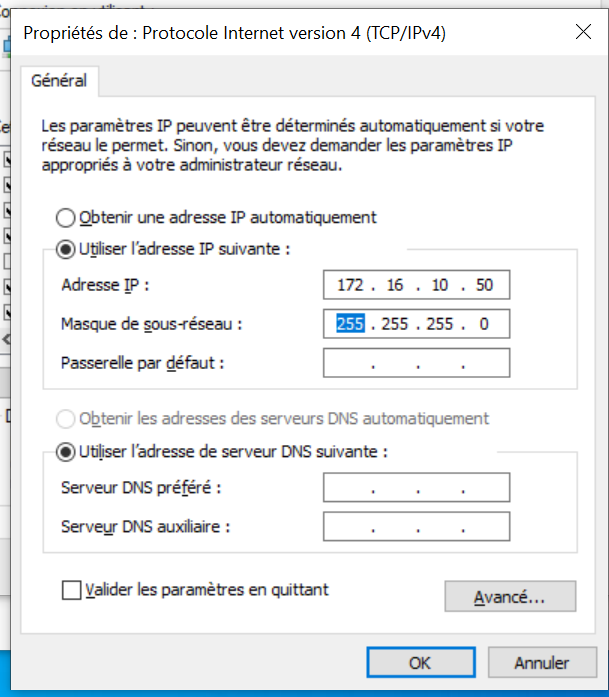 Propriétés de : Protocole Internet version 4 (TCP/IPv4)
Général
Les paramètres IP peuvent être déterminés automatiquement si votre
réseau le permet. Sinon, vous devez demander les paramètres IP
appropriés à votre administrateur réseau.
Obtenir une adresse IP automatiquement
Utiliser l'adresse IP suivante :
Adresse IP : 172 . 16 . 10 . 50
Masque de sous-réseau : 255 . 255 . 255 . 0
Passerelle par défaut : . . .
Obtenir les adresses des serveurs DNS automatiquement
Utiliser l'adresse de serveur DNS suivante :
Serveur DNS préféré : . . .
Serveur DNS auxiliaire : . . .
Valider les paramètres en quittant
Avancé...
OK Annuler